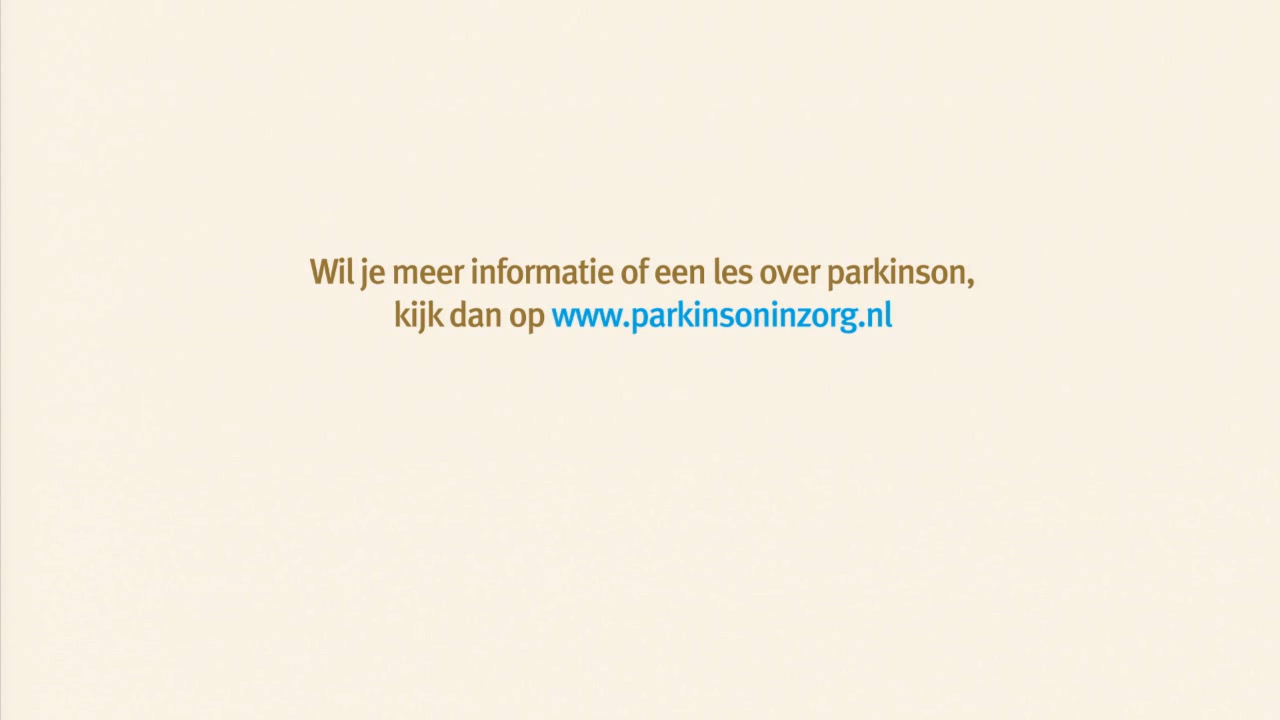 Wil je meer informatie of een les over parkinson,
kijk dan op www.parkinsoninzorg.nl